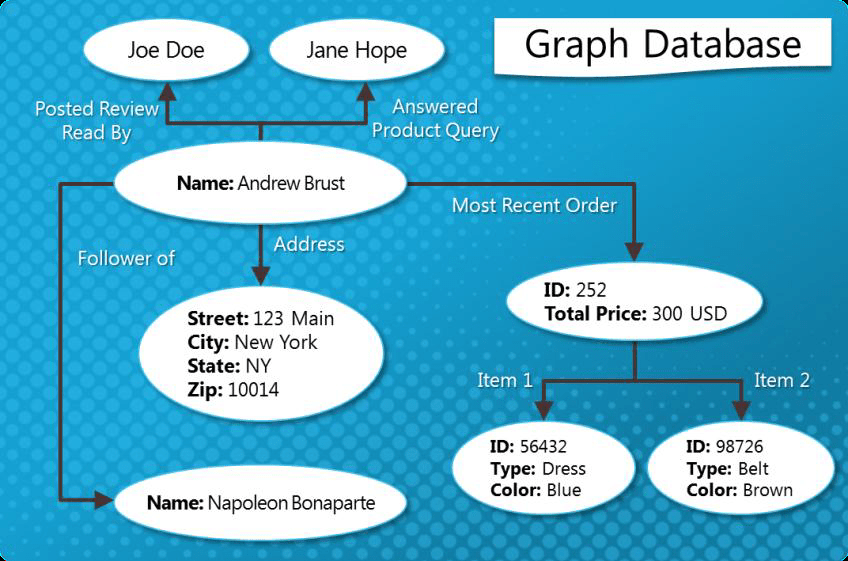 Graph Database
Joe Doe
Jane Hope
Posted Review
Read By
Answered
Product Query
Name: Andrew Brust
Most Recent Order
Follower of
Address
Street: 123 Main
City: New York
State: NY
Zip: 10014
ID: 252
Total Price: 300 USD
Item 1
Item 2
ID: 56432
Type: Dress
Color: Blue
ID: 98726
Type: Belt
Color: Brown
Name: Napoleon Bonaparte